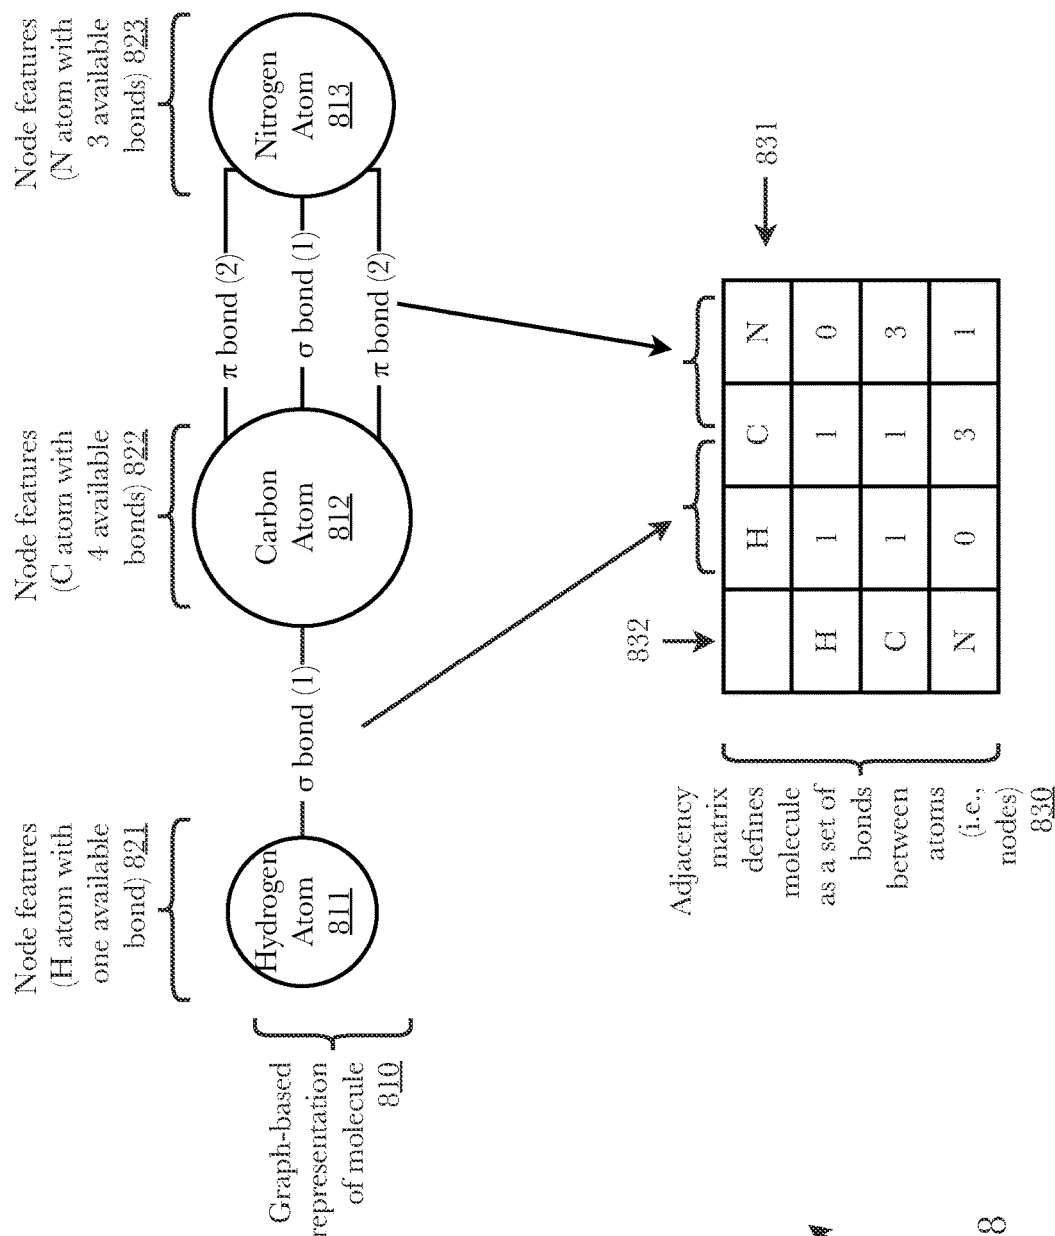 Node features
(H atom with
one available
bond) 821
Node features
(C atom with
4 available
bonds) 822
Node features
(N atom with
3 available
bonds) 823
Graph-based
representation
of molecule
810
Hydrogen
Atom
811
σ bond (1)
Carbon
Atom
812
π bond (2)
σ bond (1)
π bond (2)
Nitrogen
Atom
813
Adjacency
matrix
defines
molecule
as a set of
bonds
between
atoms
(i.e.,
nodes)
830
832
831
H C N
H 1 1 0
C 1 1 3
N 0 3 1
8